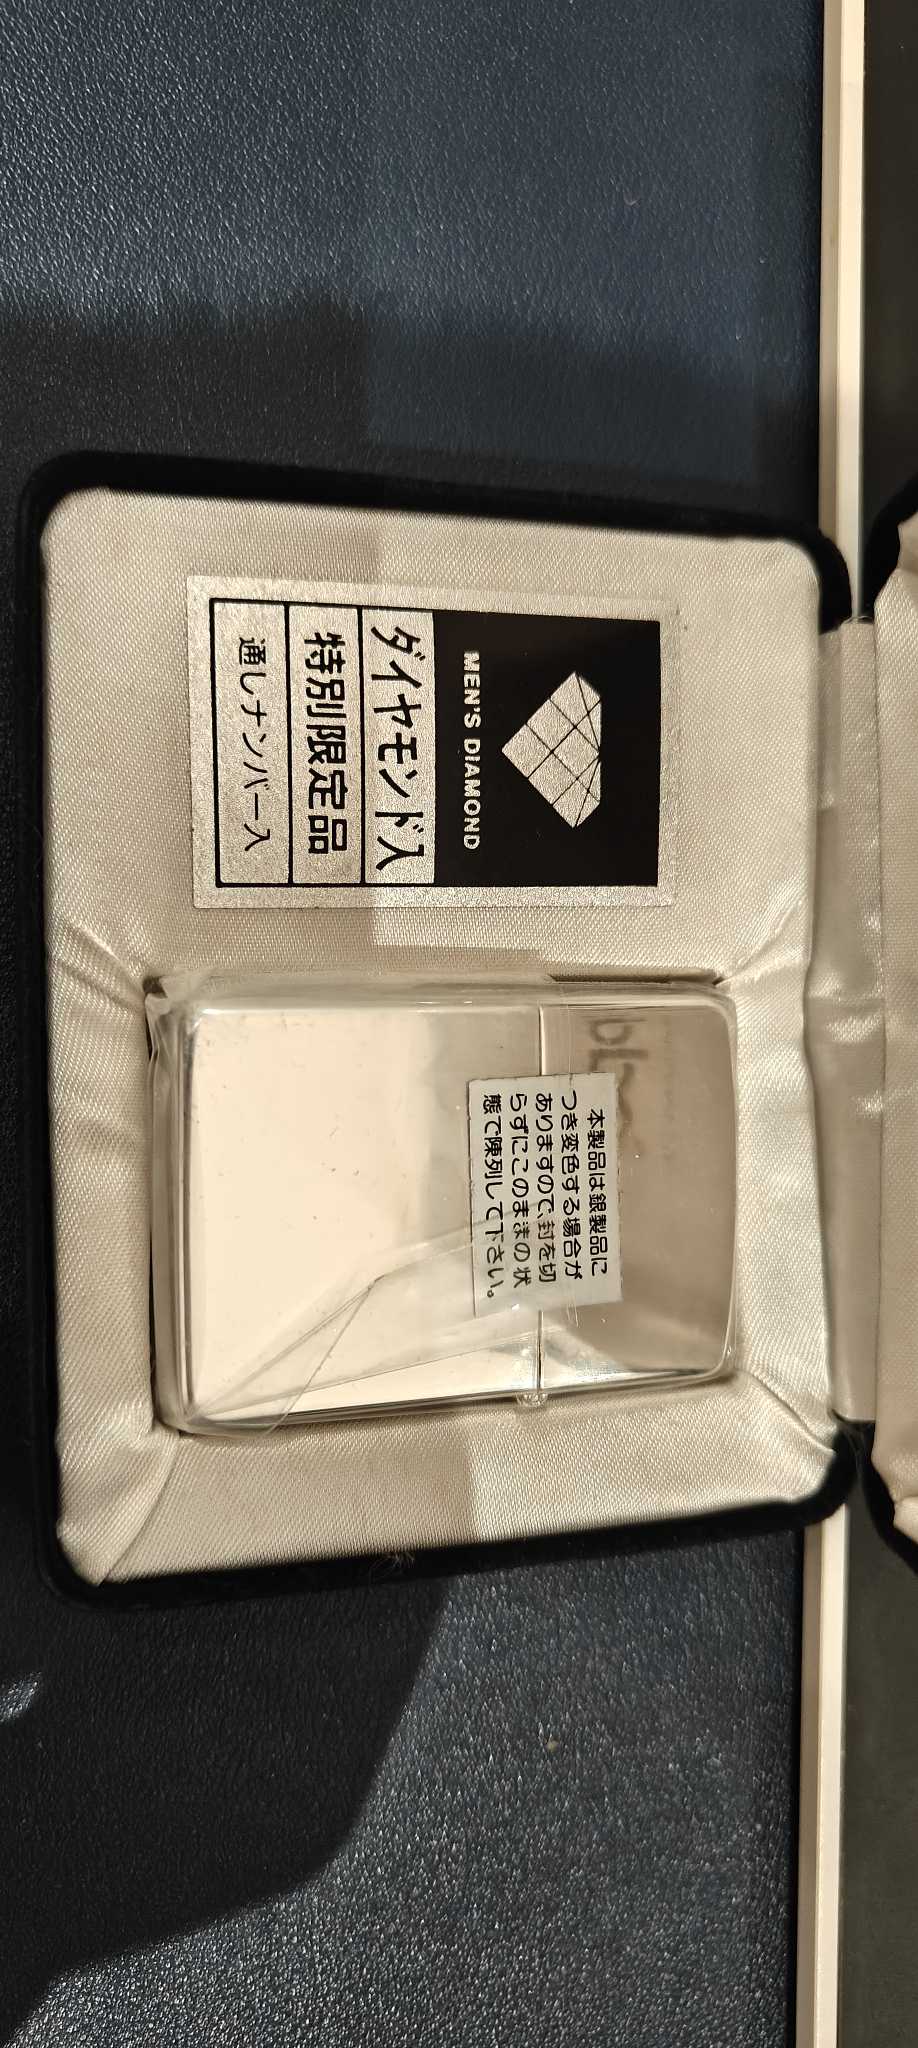 MEN'S DIAMOND
ダイヤモンド入
特別限定品
通しナンバー入
本製品は銀製品に
つき変色する場合が
ありますので、封を切
らずにこのままの状
態で陳列して下さい。